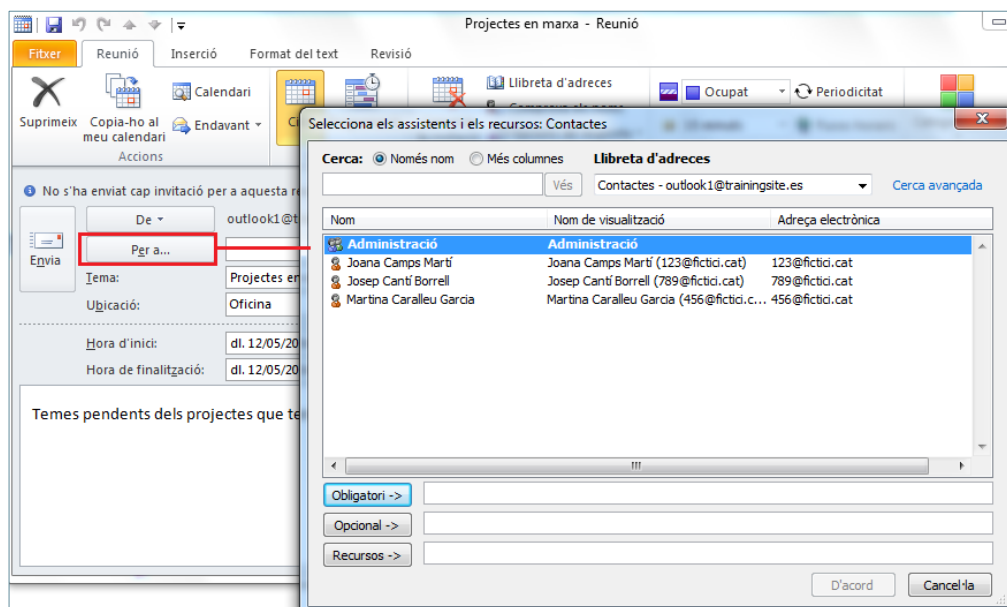 Projectes en marxa - Reunió
Fitxer Reunió Inserció Format del text Revisió
Suprimeix
Copia-ho al
meu calendari
Calendari
Endavant
Accions
Llibreta d'adreces
Ocupat
Periodicitat
No s'ha enviat cap invitació per a aquesta
Envia
De
outlook1@
Per a...
Tema:
Projectes en
Ubicació:
Oficina
Hora d'inici:
dl. 12/05/20
Hora de finalització:
dl. 12/05/20
Temes pendents dels projectes que
Selecciona els assistents i els recursos: Contactes
Cerca: Només nom Més columnes Llibreta d'adreces
Vés Contactes - outlook1@trainingsite.es Cerca avançada
Nom Nom de visualització Adreça electrònica
Administració Administració
Joana Camps Martí Joana Camps Martí (123@fictici.cat) 123@fictici.cat
Josep Cantí Borrell Josep Cantí Borrell (789@fictici.cat) 789@fictici.cat
Martina Caralleu Garcia Martina Caralleu Garcia (456@fictici.c... 456@fictici.cat
Obligatori ->
Opcional ->
Recursos ->
D'acord Cancel·la